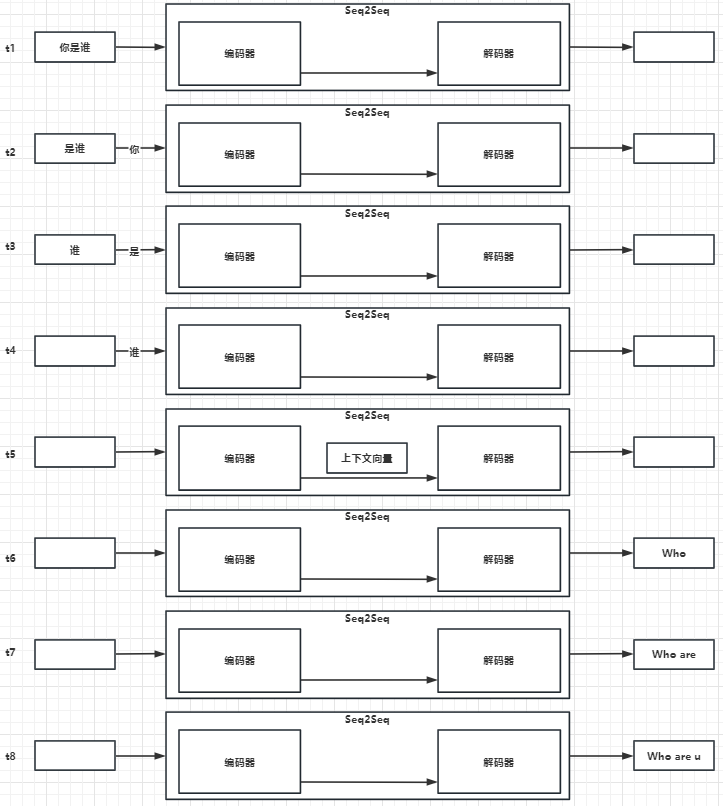 Seq2Seq
t1 你是谁 编码器 解码器
Seq2Seq
t2 是谁 你 编码器 解码器
Seq2Seq
t3 谁 是 编码器 解码器
Seq2Seq
t4 谁 编码器 解码器
Seq2Seq
t5 编码器 上下文向量 解码器
Seq2Seq
t6 编码器 解码器 Who
Seq2Seq
t7 编码器 解码器 Who are
Seq2Seq
t8 编码器 解码器 Who are u